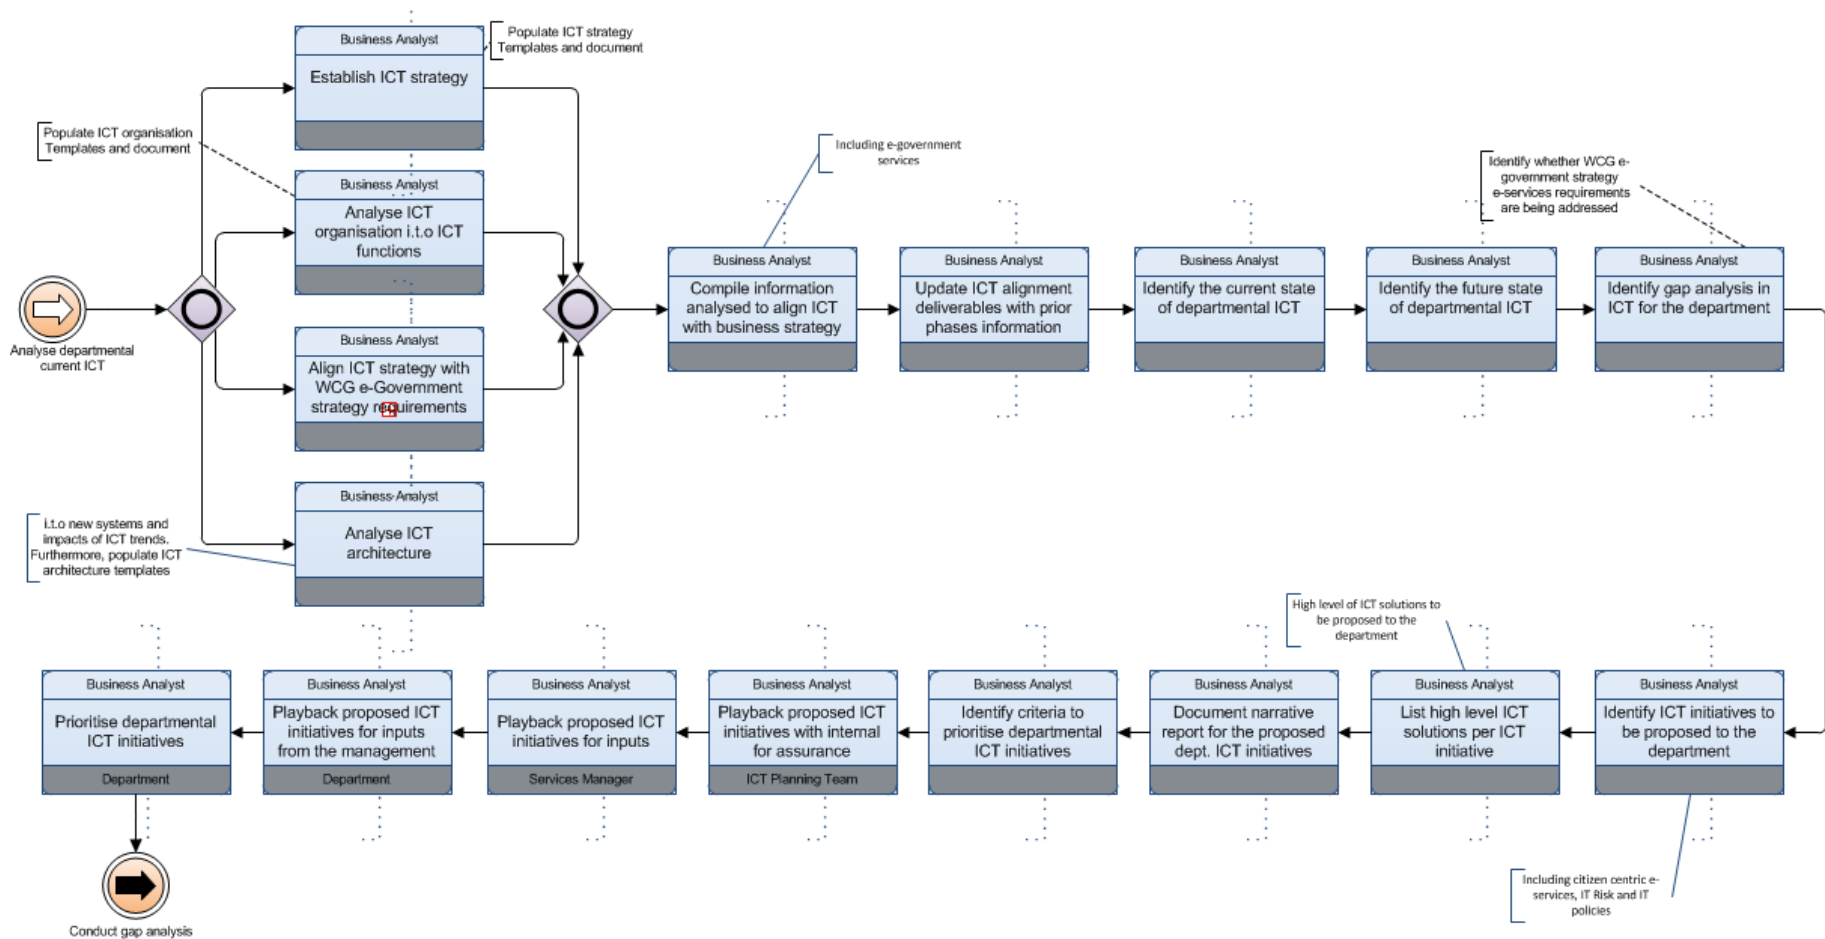 Business Analyst
Establish ICT strategy
Populate ICT strategy
Templates and document
Populate ICT organisation
Templates and document
Business Analyst
Analyse ICT
organisation i.t.o ICT
functions
Business Analyst
Align ICT strategy with
WCG e-Government
strategy requirements
Business Analyst
Analyse ICT
architecture
i.t.o new systems and
impacts of ICT trends.
Furthermore, populate ICT
architecture templates
Analyse departmental
current ICT
Including e-government
services
Business Analyst
Compile information
analysed to align ICT
with business strategy
Business Analyst
Update ICT alignment
deliverables with prior
phases information
Business Analyst
Identify the current state
of departmental ICT
Business Analyst
Identify the future state
of departmental ICT
Identify whether WCG e-
government strategy
e-services requirements
are being addressed
Business Analyst
Identify gap analysis in
ICT for the department
High level of ICT solutions to
be proposed to the
department
Business Analyst
Prioritise departmental
ICT initiatives
Department
Business Analyst
Playback proposed ICT
initiatives for inputs
from the management
Department
Business Analyst
Playback proposed ICT
initiatives for inputs
Services Manager
Business Analyst
Playback proposed ICT
initiatives with internal
for assurance
ICT Planning Team
Business Analyst
Identify criteria to
prioritise departmental
ICT initiatives
Business Analyst
Document narrative
report for the proposed
dept. ICT initiatives
Business Analyst
List high level ICT
solutions per ICT
initiative
Business Analyst
Identify ICT initiatives to
be proposed to the
department
Including citizen centric e-
services, IT Risk and IT
policies
Conduct gap analysis